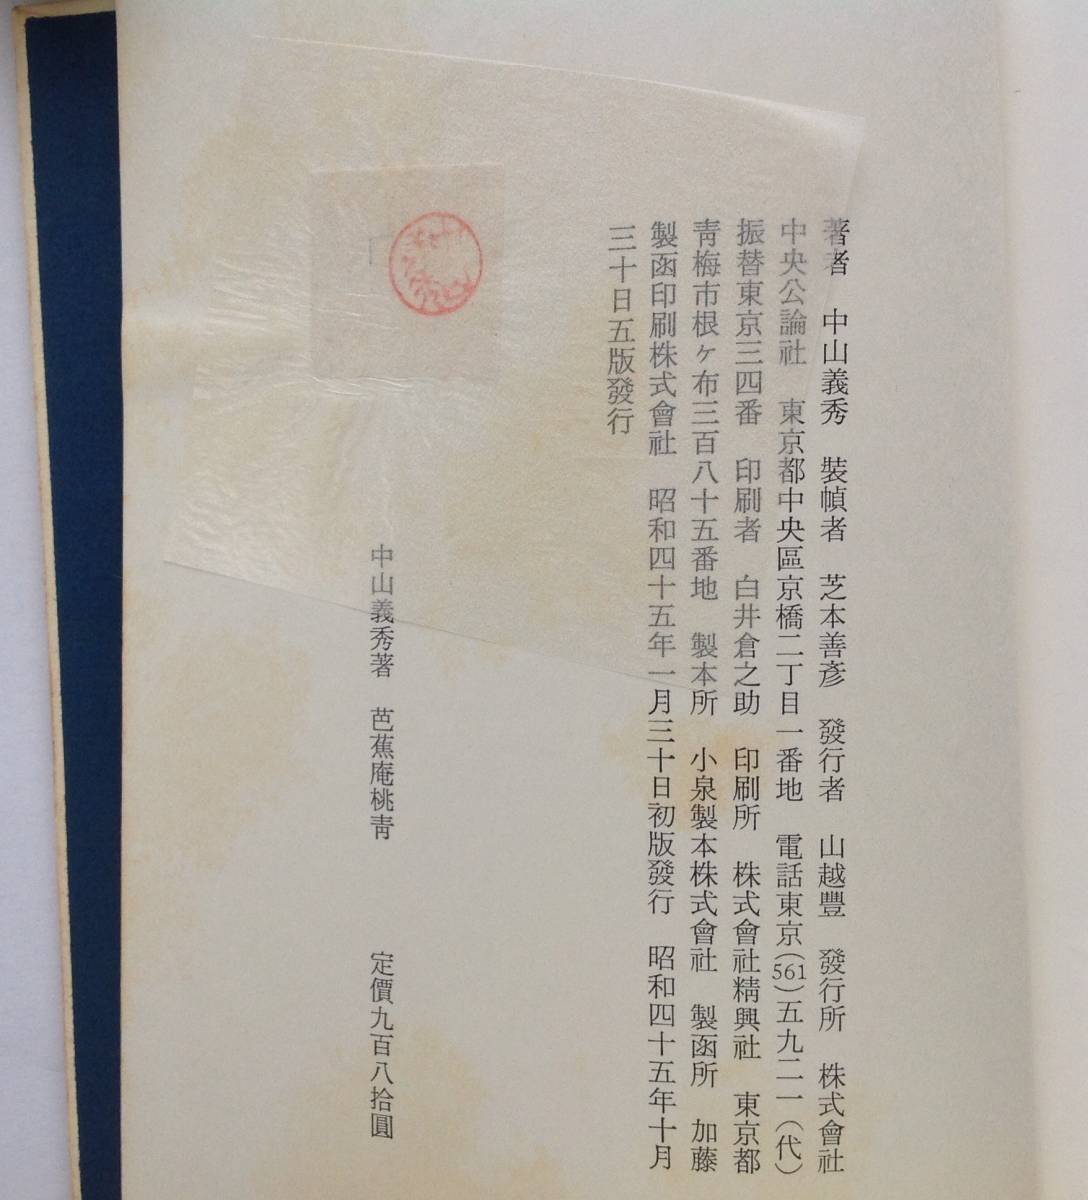 著者　中山義秀　裝幀者　芝本善彥　發行者　山越豐　發行所　株式會社
中央公論社　東京都中央區京橋二丁目一番地　電話東京（561）五九二一（代）
振替東京三四番　印刷者　白井倉之助　印刷所　株式會社精興社　東京都
靑梅市根ヶ布三百八十五番地　製本所　小泉製本株式會社　製函所　加藤
製函印刷株式會社　昭和四十五年一月三十日初版發行　昭和四十五年十月
三十日五版發行
中山義秀著　芭蕉庵桃靑　定價九百八拾圓